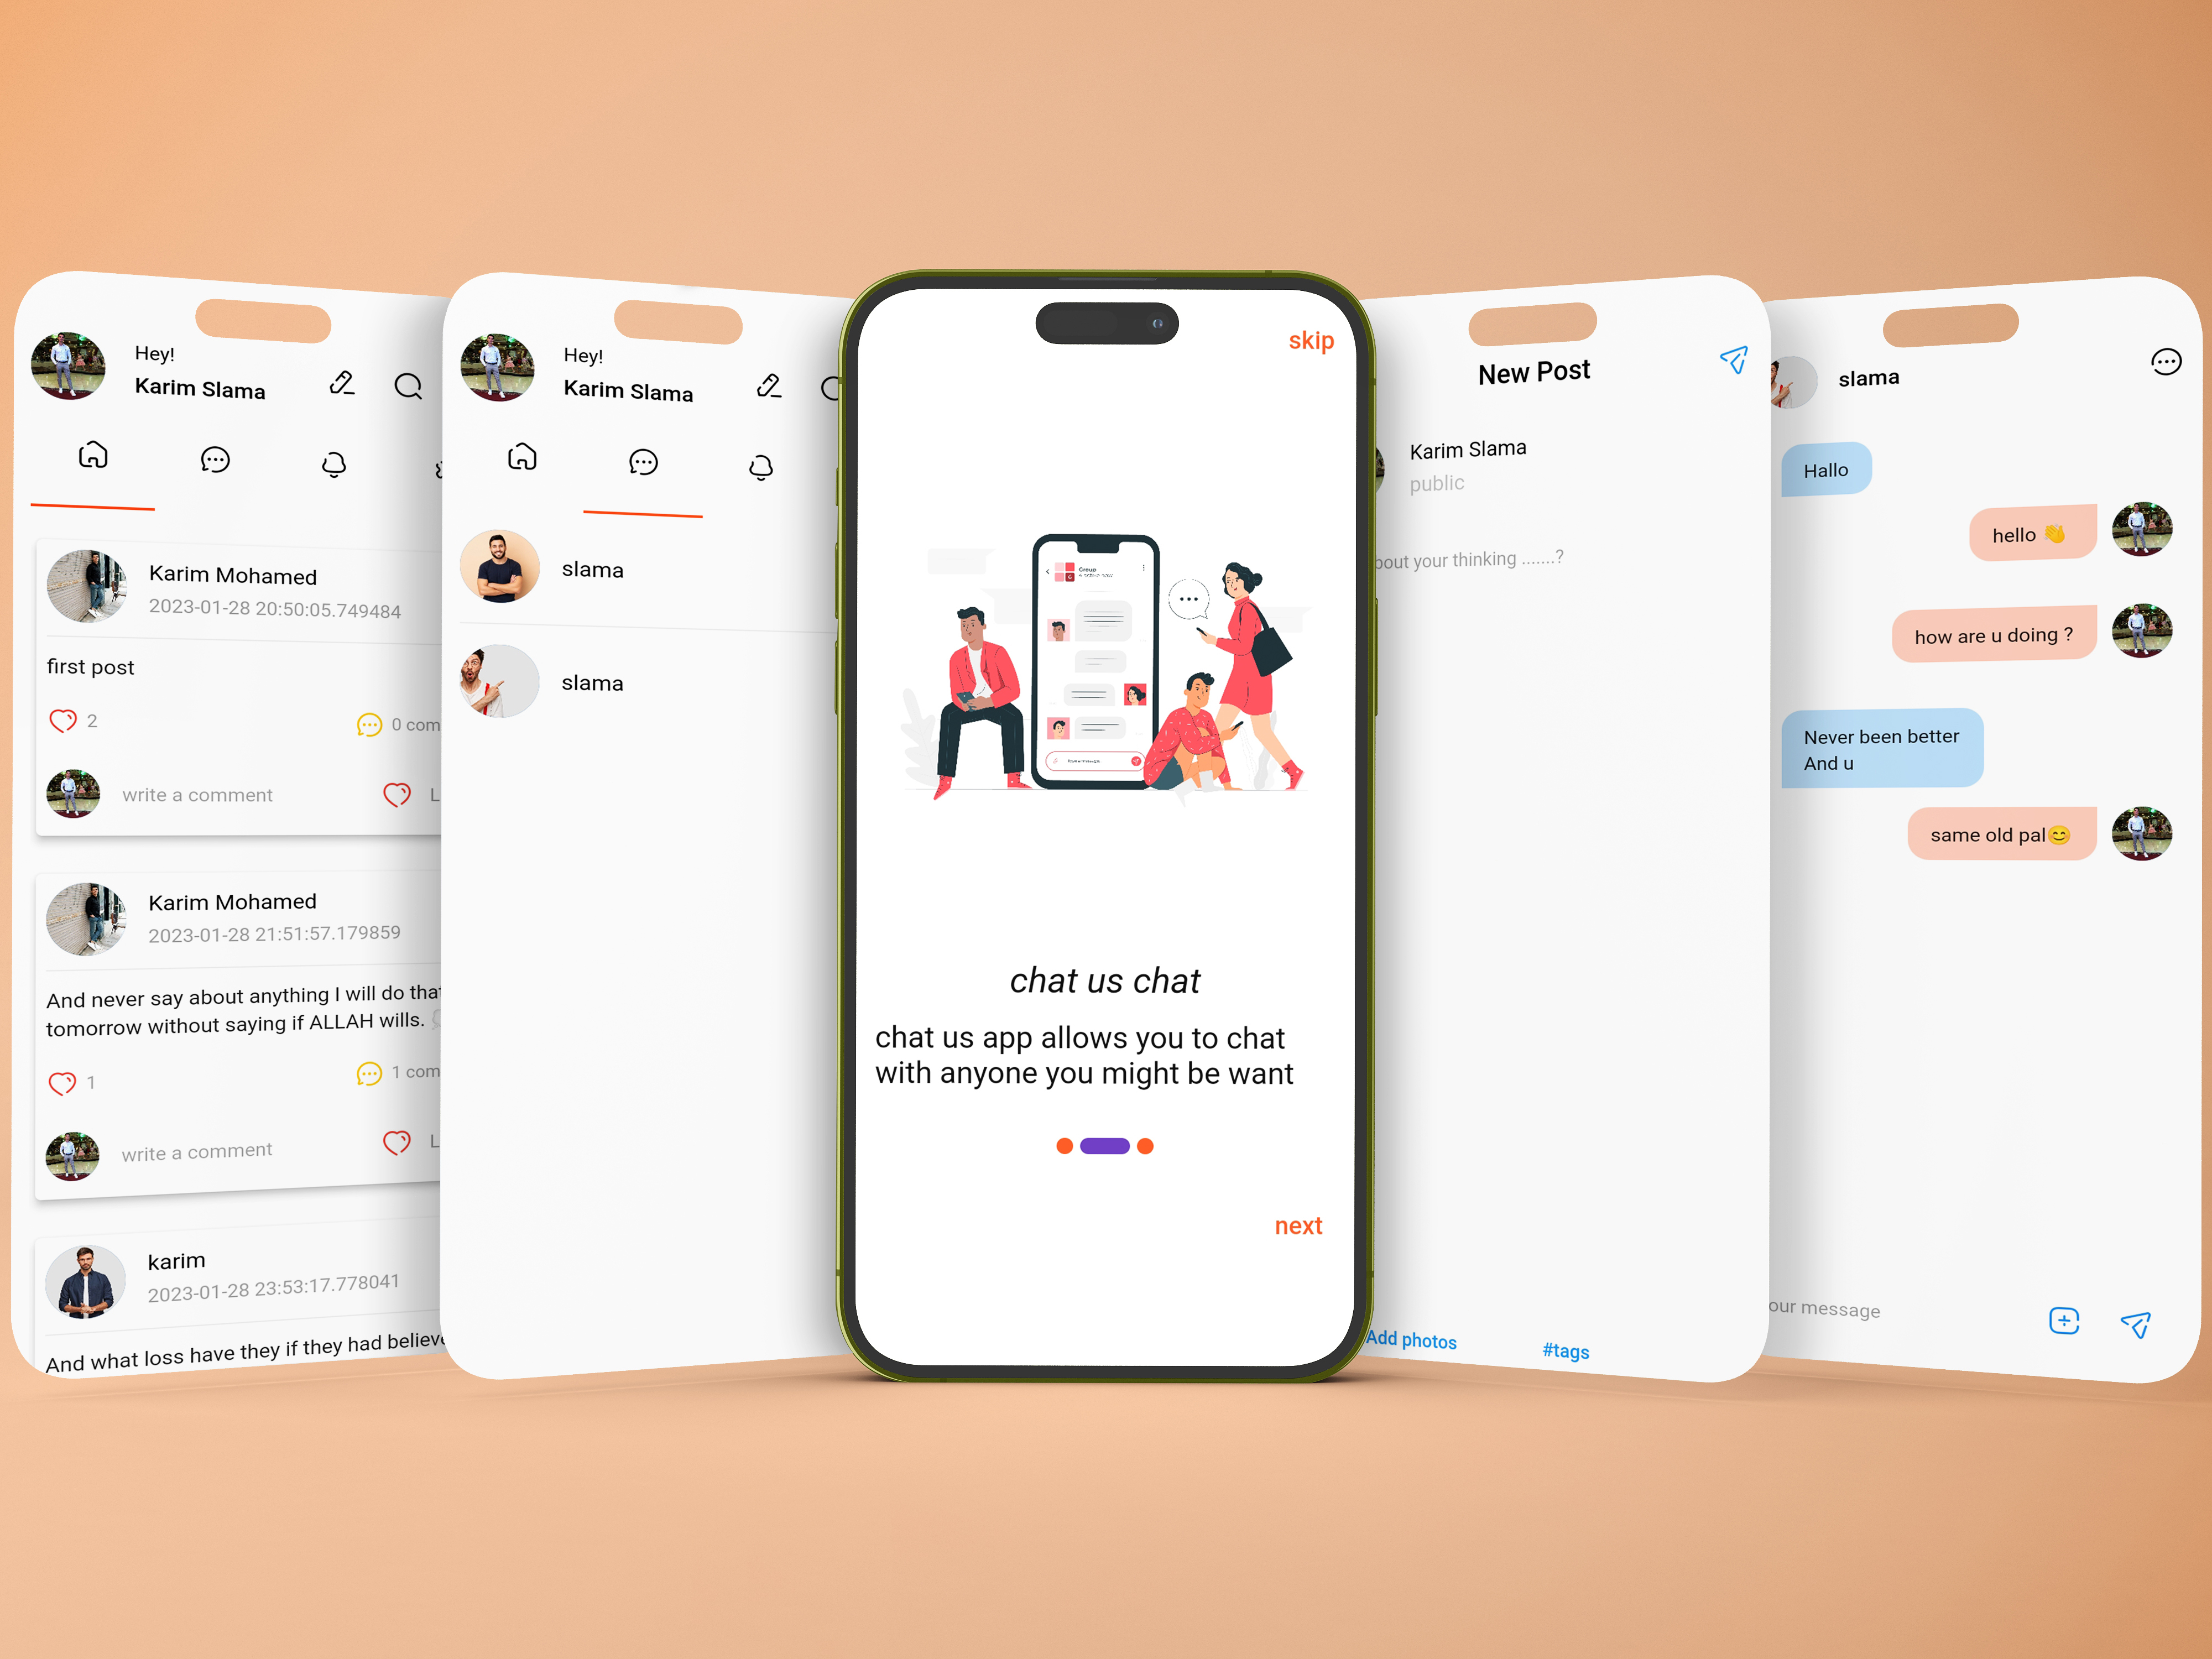 Hey!
Karim Slama
Karim Mohamed
2023-01-28 20:50:05.749484
first post
2
0 com
write a comment
L
Karim Mohamed
2023-01-28 21:51:57.179859
And never say about anything I will do that
tomorrow without saying if ALLAH wills.
1
1 com
write a comment
L
karim
2023-01-28 23:53:17.778041
And what loss have they if they had believe
Hey!
Karim Slama
slama
slama
skip
Group
chat us chat
chat us app allows you to chat
with anyone you might be want
next
New Post
Karim Slama
public
bout your thinking .......?
Add photos
#tags
slama
Hallo
hello 👏
how are u doing ?
Never been better
And u
same old pal😊
our message